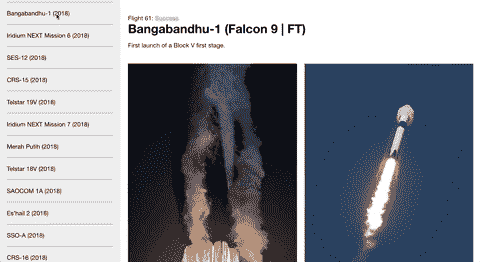 Bangabandhu-1 (2018)
Iridium NEXT Mission 6 (2018)
SES-12 (2018)
CRS-15 (2018)
Telstar 19V (2018)
Iridium NEXT Mission 7 (2018)
Merah Putih (2018)
Telstar 18V (2018)
SAOCOM 1A (2018)
Es'hail 2 (2018)
SSO-A (2018)
CRS-16 (2018)
Flight 61: Success
Bangabandhu-1 (Falcon 9 | FT)
First launch of a Block V first stage.